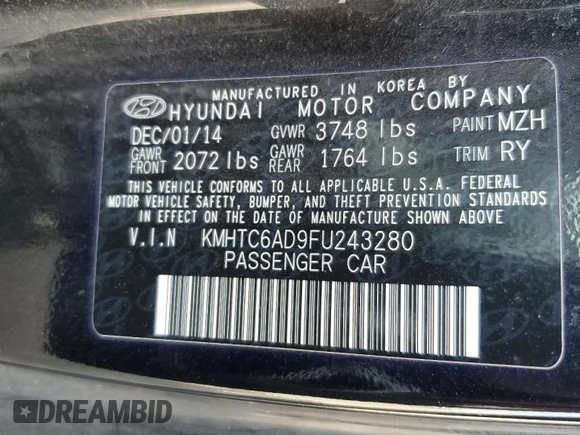 MANUFACTURED IN KOREA BY
HYUNDAI MOTOR COMPANY
DEC/01/14 GVWR 3748 lbs PAINT MZH
GAWR FRONT 2072 lbs GAWR REAR 1764 lbs TRIM RY
THIS VEHICLE CONFORMS TO ALL APPLICABLE U.S.A. FEDERAL
MOTOR VEHICLE SAFETY, BUMPER, AND THEFT PREVENTION STANDARDS
IN EFFECT ON THE DATE OF MANUFACTURE SHOWN ABOVE
V.I.N KMHTC6AD9FU243280
PASSENGER CAR
DREAMBID